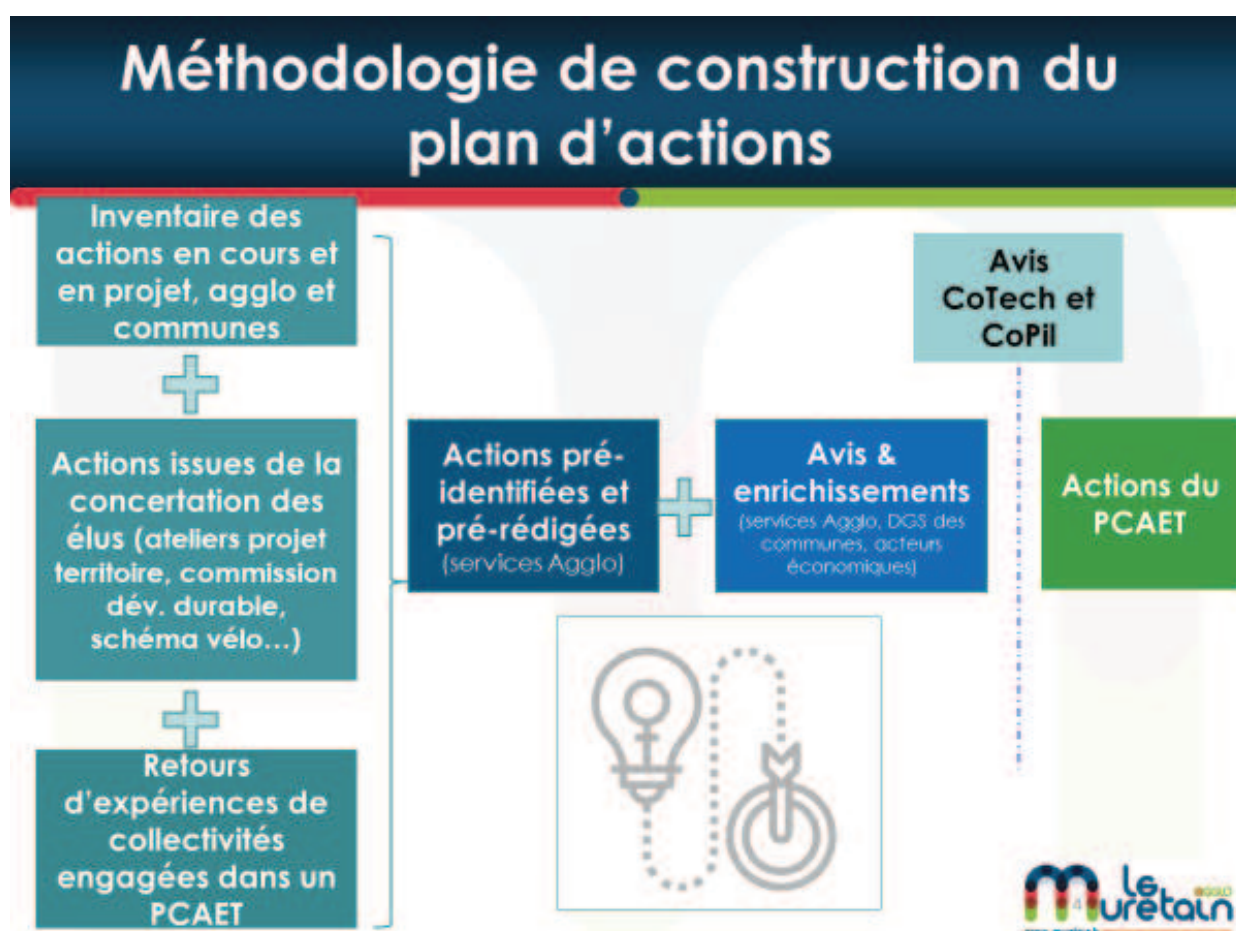 Méthodologie de construction du
plan d'actions
Inventaire des
actions en cours et
en projet, agglo et
communes
Actions issues de la
concertation des
élus (ateliers projet
territoire, commission
dév. durable,
schéma vélo...)
Retours
d'expériences de
collectivités
engagées dans un
PCAET
Actions pré-
identifiées et
pré-rédigées
(services Agglo)
Avis &
enrichissements
(services Agglo, DGS des
communes, acteurs
économiques)
Avis
CoTech et
CoPil
Actions du
PCAET
Le
Muretain
AGGLO
4